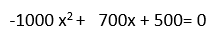 -1000 x² + 700x + 500= 0